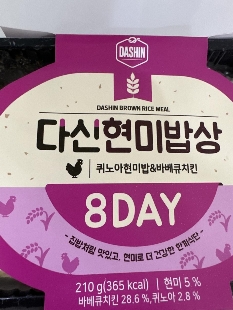 DASHIN
DASHIN BROWN RICE MEAL
다신현미밥상
퀴노아현미밥&바베큐치킨
8DAY
집밥처럼 맛있고, 현미로 더 건강한 한끼식단
210 g(365 kcal) | 현미 5 %
바베큐치킨 28.6 %, 퀴노아 2.8 %